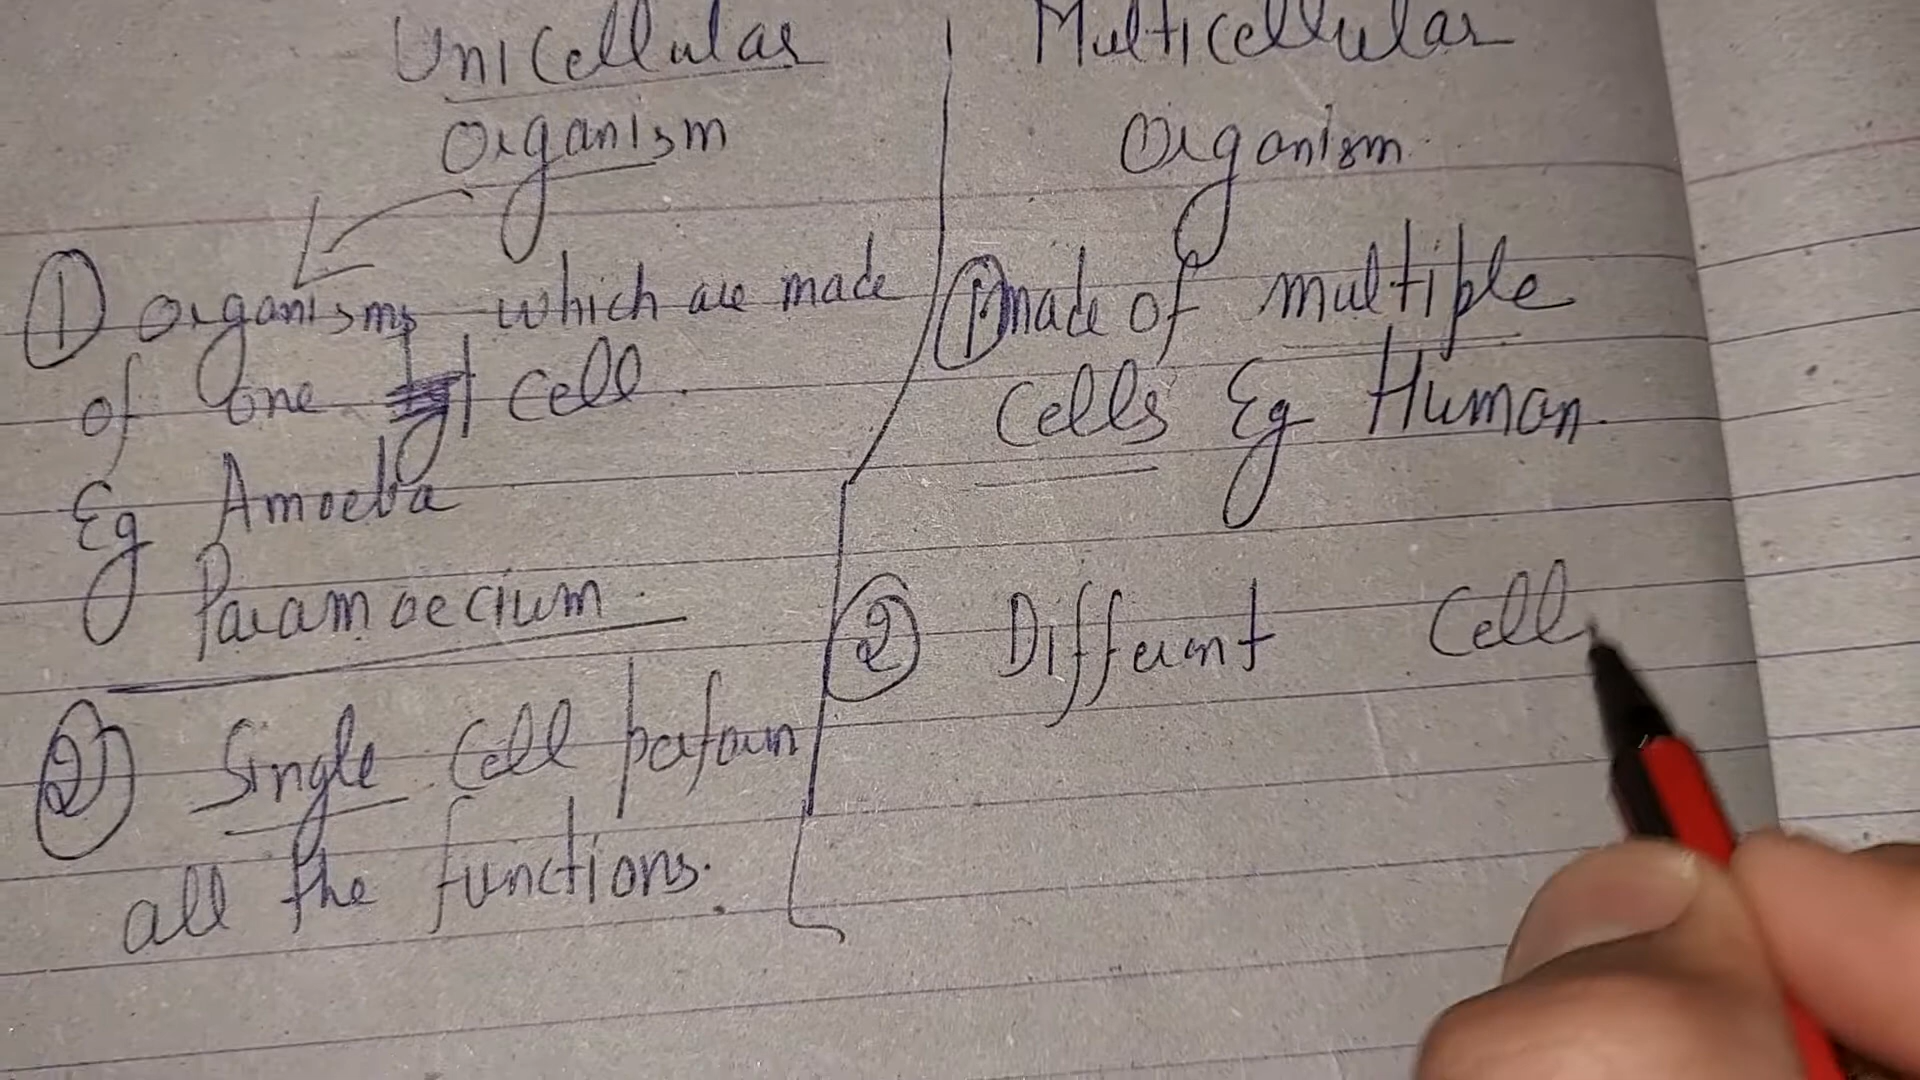 Unicellular
Organism
① Organisms which are made
of one cell.
Eg Amoeba
Paramoecium.
② Single cell perform
all the functions.
Multicellular
Organism.
① made of multiple
cells Eg Human.
② Different Cells